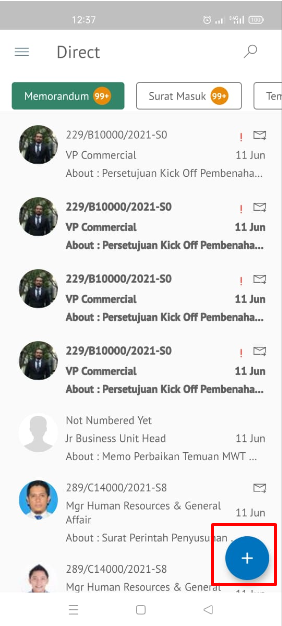 12:37
Direct
Memorandum 99+
Surat Masuk 99+
Tem
229/B10000/2021-S0
VP Commercial 11 Jun
About : Persetujuan Kick Off Pembenaha...
229/B10000/2021-S0
VP Commercial 11 Jun
About : Persetujuan Kick Off Pembenaha...
229/B10000/2021-S0
VP Commercial 11 Jun
About : Persetujuan Kick Off Pembenaha...
229/B10000/2021-S0
VP Commercial 11 Jun
About : Persetujuan Kick Off Pembenaha...
Not Numbered Yet
Jr Business Unit Head 11 Jun
About : Memo Perbaikan Temuan MWT ...
289/C14000/2021-S8
Mgr Human Resources & General
Affair 11 Jun
About : Surat Perintah Penyusunan ...
289/C14000/2021-S8
Mgr Human Resources & General